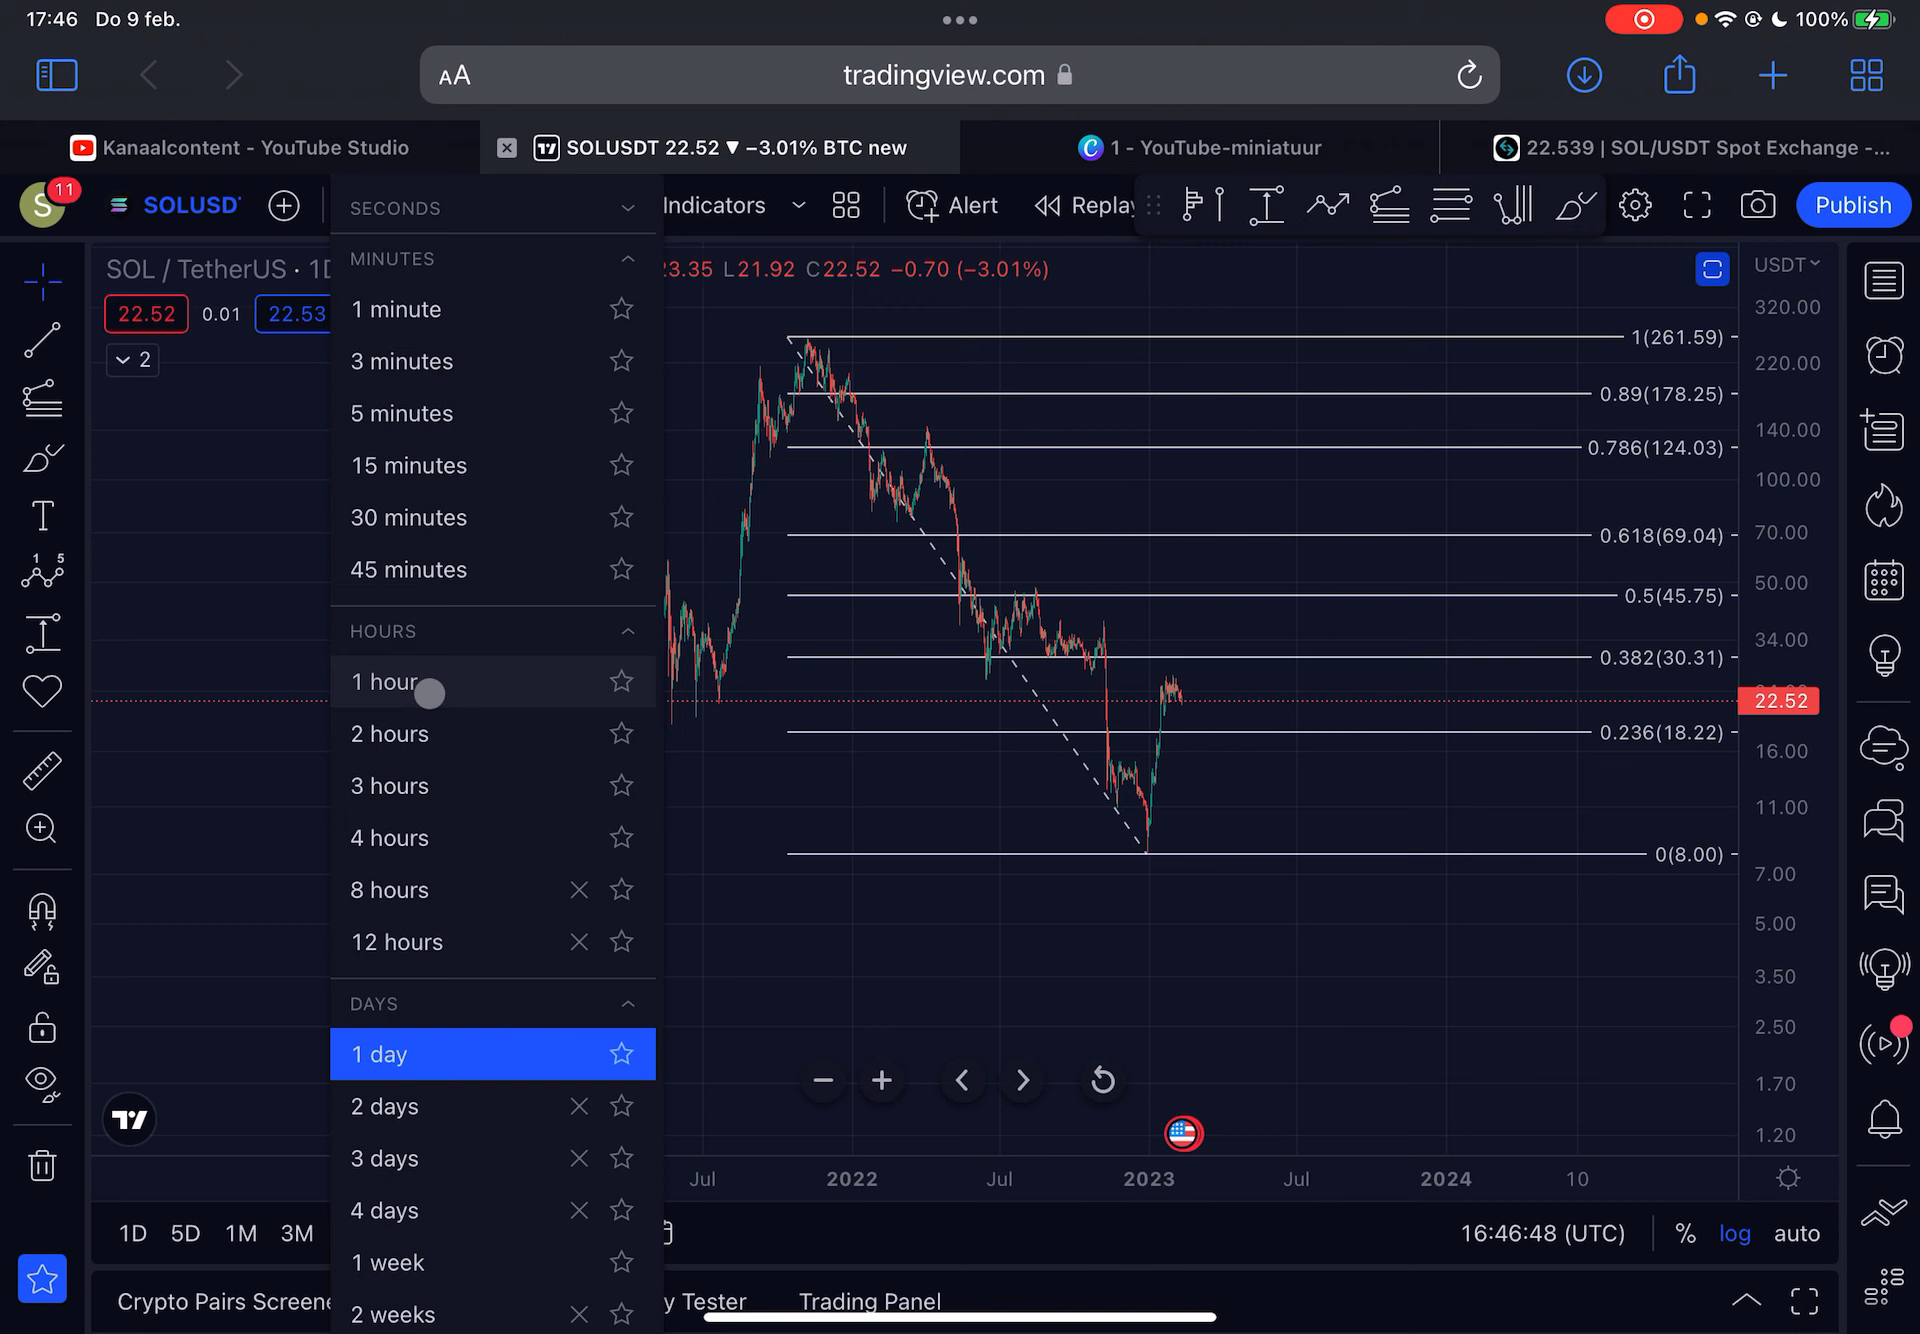 17:46 Do 9 feb.
100%
AA tradingview.com
Kanaalcontent - YouTube Studio
SOLUSDT 22.52 ▼ −3.01% BTC new
1 - YouTube-miniatuur
22.539 | SOL/USDT Spot Exchange -...
S 11 SOLUSD
Indicators Alert Replay Publish
SOL / TetherUS · 1D
23.35 L21.92 C22.52 −0.70 (−3.01%)
22.52 0.01 22.53
2
SECONDS
MINUTES
1 minute
3 minutes
5 minutes
15 minutes
30 minutes
45 minutes
HOURS
1 hour
2 hours
3 hours
4 hours
8 hours
12 hours
DAYS
1 day
2 days
3 days
4 days
1 week
2 weeks
1(261.59)
0.89(178.25)
0.786(124.03)
0.618(69.04)
0.5(45.75)
0.382(30.31)
0.236(18.22)
0(8.00)
USDT
320.00
220.00
140.00
100.00
70.00
50.00
34.00
22.52
16.00
11.00
7.00
5.00
3.50
2.50
1.70
1.20
Jul 2022 Jul 2023 Jul 2024 10
1D 5D 1M 3M
16:46:48 (UTC) % log auto
Crypto Pairs Screene
y Tester Trading Panel